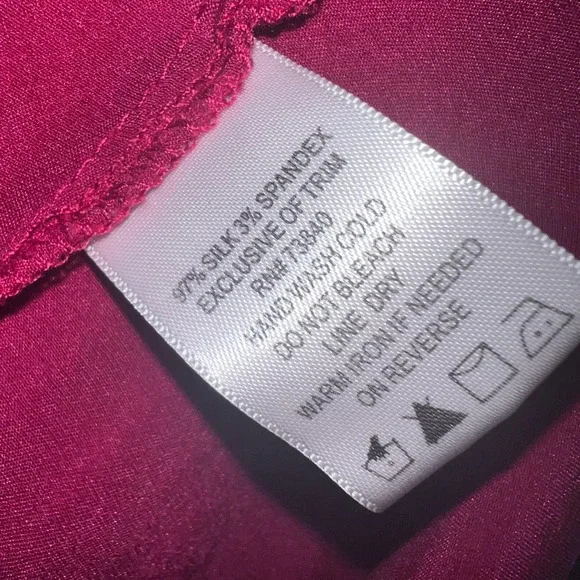 97% SILK 3% SPANDEX
EXCLUSIVE OF TRIM
RN# 73840
HAND WASH COLD
DO NOT BLEACH
LINE DRY
WARM IRON IF NEEDED
ON REVERSE